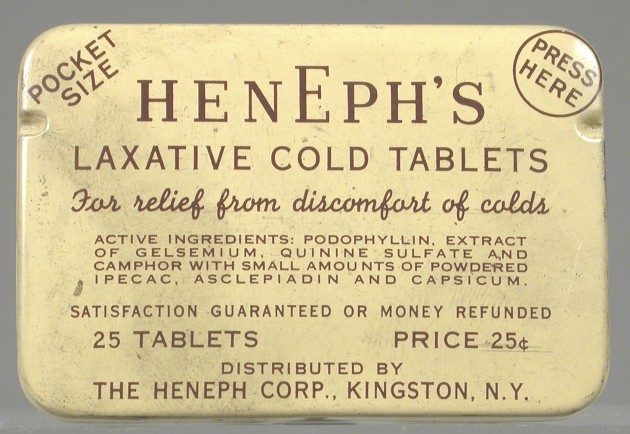 POCKET
SIZE
PRESS
HERE
HENEPH'S
LAXATIVE COLD TABLETS
For relief from discomfort of colds
ACTIVE INGREDIENTS: PODOPHYLLIN, EXTRACT
OF GELSEMIUM, QUININE SULFATE AND
CAMPHOR WITH SMALL AMOUNTS OF POWDERED
IPECAC, ASCLEPIADIN AND CAPSICUM.
SATISFACTION GUARANTEED OR MONEY REFUNDED
25 TABLETS PRICE 25¢
DISTRIBUTED BY
THE HENEPH CORP., KINGSTON, N.Y.